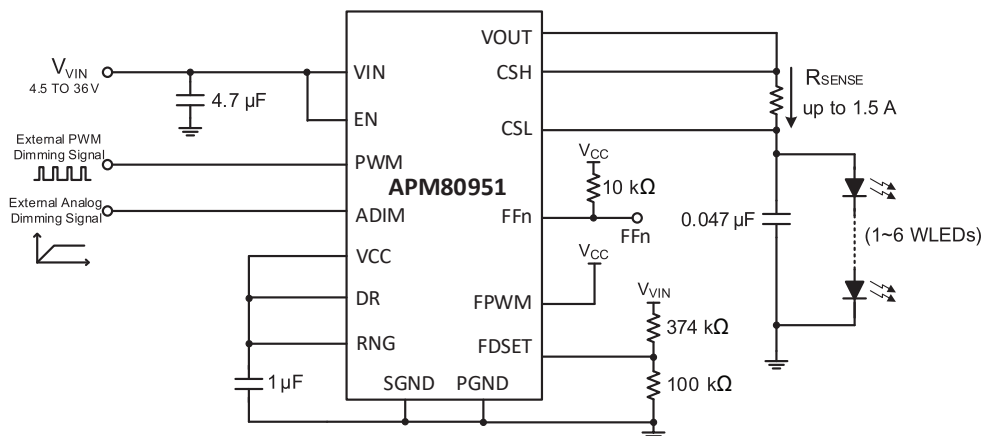 V_VIN
4.5 TO 36V
4.7 µF
External PWM
Dimming Signal
External Analog
Dimming Signal
VIN
EN
PWM
ADIM
VCC
DR
RNG
1 µF
APM80951
SGND
PGND
VOUT
CSH
CSL
FFn
FPWM
FDSET
R_SENSE
up to 1.5 A
V_CC
10 kΩ
FFn
V_CC
V_VIN
374 kΩ
100 kΩ
0.047 µF
(1~6 WLEDs)